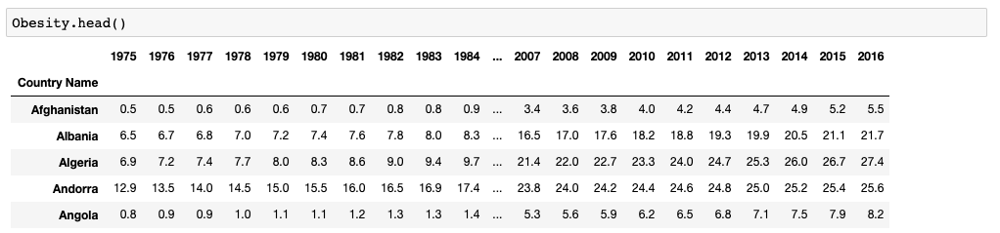 Obesity.head()
1975 1976 1977 1978 1979 1980 1981 1982 1983 1984 ... 2007 2008 2009 2010 2011 2012 2013 2014 2015 2016
Country Name
Afghanistan 0.5 0.5 0.6 0.6 0.6 0.7 0.7 0.8 0.8 0.9 ... 3.4 3.6 3.8 4.0 4.2 4.4 4.7 4.9 5.2 5.5
Albania 6.5 6.7 6.8 7.0 7.2 7.4 7.6 7.8 8.0 8.3 ... 16.5 17.0 17.6 18.2 18.8 19.3 19.9 20.5 21.1 21.7
Algeria 6.9 7.2 7.4 7.7 8.0 8.3 8.6 9.0 9.4 9.7 ... 21.4 22.0 22.7 23.3 24.0 24.7 25.3 26.0 26.7 27.4
Andorra 12.9 13.5 14.0 14.5 15.0 15.5 16.0 16.5 16.9 17.4 ... 23.8 24.0 24.2 24.4 24.6 24.8 25.0 25.2 25.4 25.6
Angola 0.8 0.9 0.9 1.0 1.1 1.1 1.2 1.3 1.3 1.4 ... 5.3 5.6 5.9 6.2 6.5 6.8 7.1 7.5 7.9 8.2